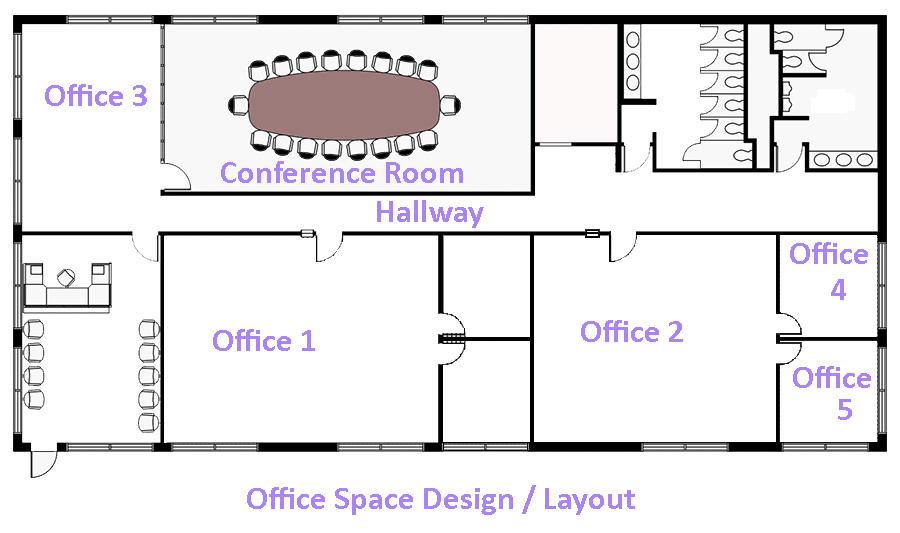 Office 3
Conference Room
Hallway
Office 1
Office 2
Office
4
Office
5
Office Space Design / Layout